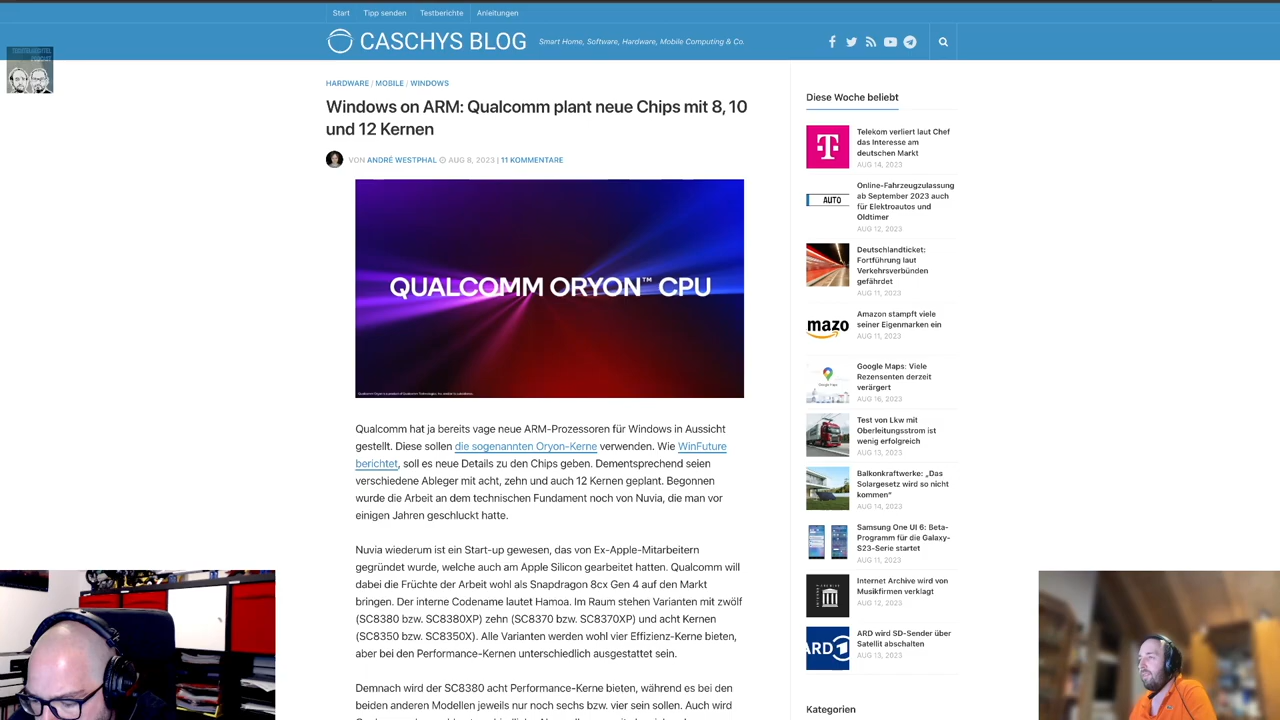 Start
Tipp senden
Testberichte
Anleitungen
CASCHYS BLOG
Smart Home, Software, Hardware, Mobile Computing & Co.
HARDWARE / MOBILE / WINDOWS
Windows on ARM: Qualcomm plant neue Chips mit 8, 10
und 12 Kernen
VON ANDRÉ WESTPHAL AUG 8, 2023 | 11 KOMMENTARE
QUALCOMM ORYON™ CPU
Qualcomm hat ja bereits vage neue ARM-Prozessoren für Windows in Aussicht
gestellt. Diese sollen die sogenannten Oryon-Kerne verwenden. Wie WinFuture
berichtet, soll es neue Details zu den Chips geben. Dementsprechend seien
verschiedene Ableger mit acht, zehn und auch 12 Kernen geplant. Begonnen
wurde die Arbeit an dem technischen Fundament noch von Nuvia, die man vor
einigen Jahren geschluckt hatte.
Nuvia wiederum ist ein Start-up gewesen, das von Ex-Apple-Mitarbeitern
gegründet wurde, welche auch am Apple Silicon gearbeitet hatten. Qualcomm will
dabei die Früchte der Arbeit wohl als Snapdragon 8cx Gen 4 auf den Markt
bringen. Der interne Codename lautet Hamoa. Im Raum stehen Varianten mit zwölf
(SC8380 bzw. SC8380XP) zehn (SC8370 bzw. SC8370XP) und acht Kernen
(SC8350 bzw. SC8350X). Alle Varianten werden wohl vier Effizienz-Kerne bieten,
aber bei den Performance-Kernen unterschiedlich ausgestattet sein.
Demnach wird der SC8380 acht Performance-Kerne bieten, während es bei den
beiden anderen Modellen jeweils nur noch sechs bzw. vier sein sollen. Auch wird
Diese Woche beliebt
Telekom verliert laut Chef
das Interesse am
deutschen Markt
AUG 14, 2023
AUTO
Online-Fahrzeugzulassung
ab September 2023 auch
für Elektroautos und
Oldtimer
AUG 12, 2023
Deutschlandticket:
Fortführung laut
Verkehrsverbünden
gefährdet
AUG 11, 2023
mazo
Amazon stampft viele
seiner Eigenmarken ein
AUG 11, 2023
Google Maps
Google Maps: Viele
Rezensenten derzeit
verärgert
AUG 16, 2023
Test von Lkw mit
Oberleitungsstrom ist
wenig erfolgreich
AUG 13, 2023
Balkonkraftwerke: „Das
Solargesetz wird so nicht
kommen“
AUG 14, 2023
Samsung One UI 6: Beta-
Programm für die Galaxy-
S23-Serie startet
AUG 11, 2023
Internet Archive wird von
Musikfirmen verklagt
AUG 12, 2023
ARD
ARD wird SD-Sender über
Satellit abschalten
AUG 13, 2023
Kategorien